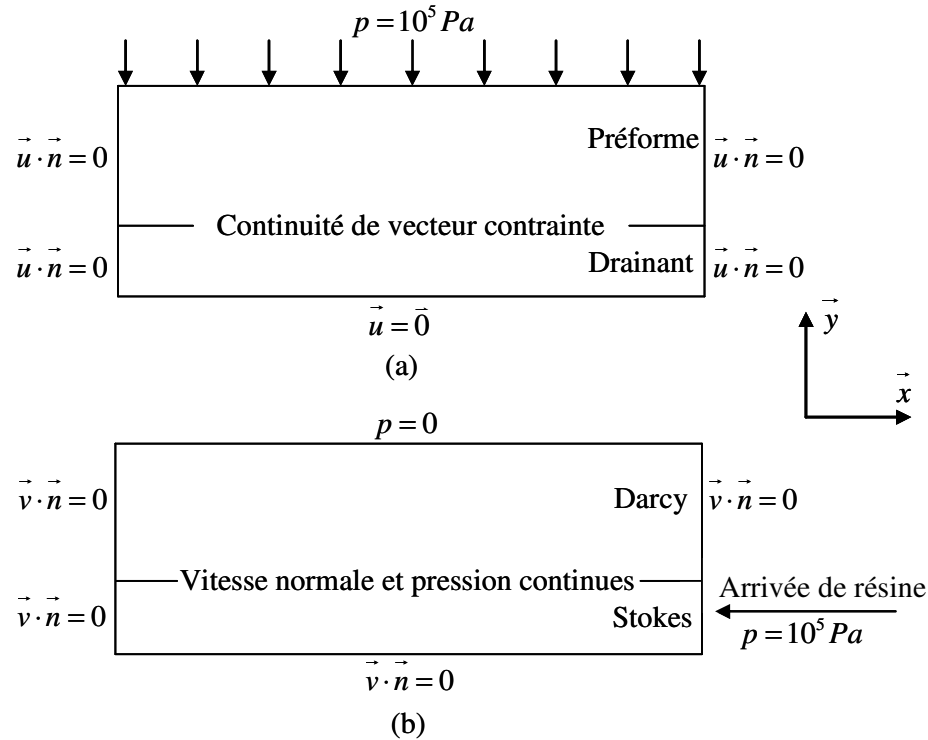 p = 10⁵ Pa
Préforme
u⃗ · n⃗ = 0
u⃗ · n⃗ = 0
Continuité de vecteur contrainte
u⃗ · n⃗ = 0
Drainant
u⃗ · n⃗ = 0
u⃗ = 0⃗
y⃗
(a)
x⃗
p = 0
v⃗ · n⃗ = 0
Darcy
v⃗ · n⃗ = 0
Vitesse normale et pression continues
Arrivée de résine
v⃗ · n⃗ = 0
Stokes
p = 10⁵ Pa
v⃗ · n⃗ = 0
(b)